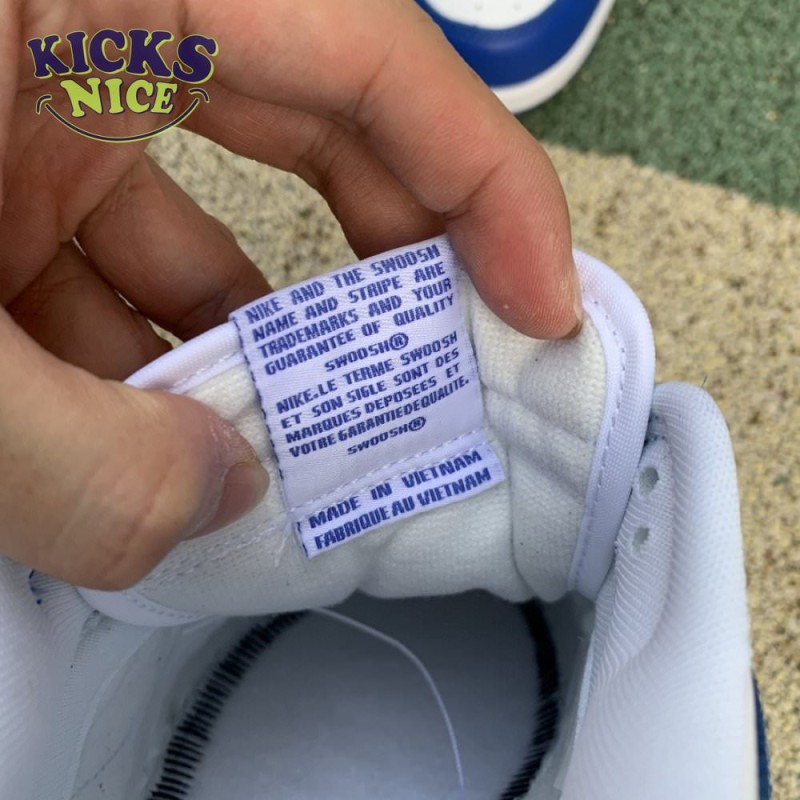 KICKS
NICE
NIKE AND THE SWOOSH
NAME AND STRIPE ARE
TRADEMARKS AND YOUR
GUARANTEE OF QUALITY
SWOOSH®
NIKE.LE TERME SWOOSH
ET SON SIGLE SONT DES
MARQUES DEPOSEES ET
VOTRE GARANTIEDEQUALITE.
SWOOSH®
MADE IN VIETNAM
FABRIQUE AU VIETNAM